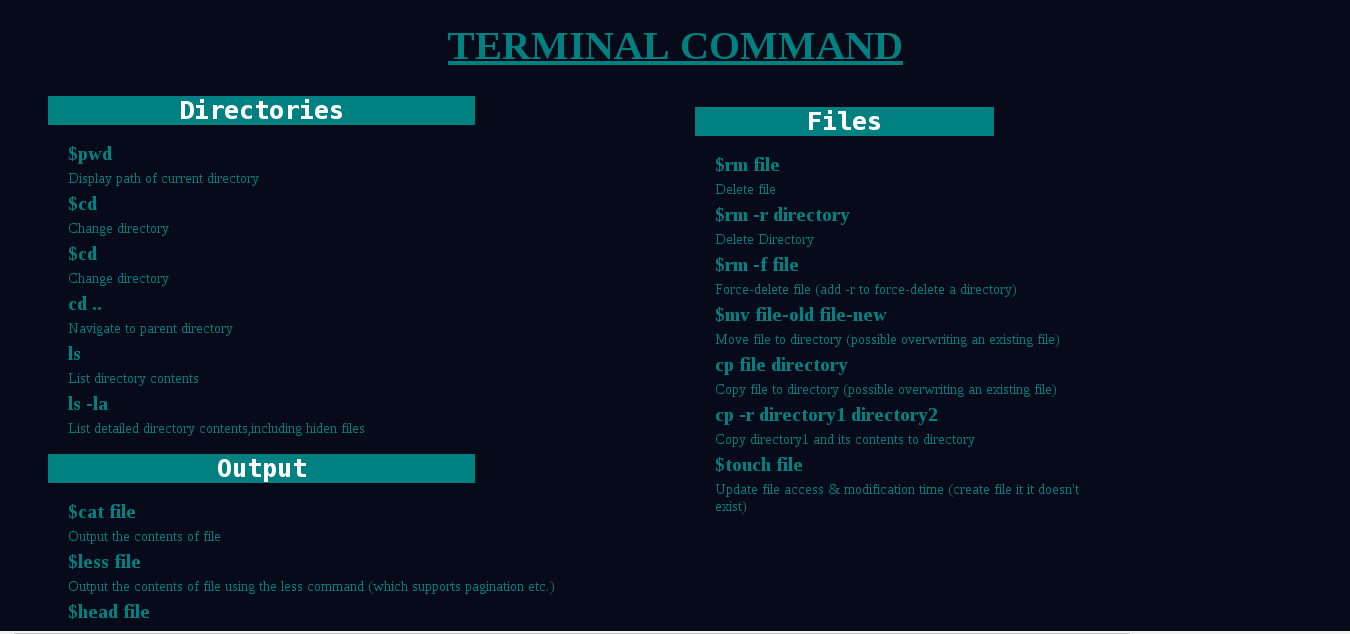 TERMINAL COMMAND
Directories
$pwd
Display path of current directory
$cd
Change directory
$cd
Change directory
cd ..
Navigate to parent directory
ls
List directory contents
ls -la
List detailed directory contents,including hiden files
Output
$cat file
Output the contents of file
$less file
Output the contents of file using the less command (which supports pagination etc.)
$head file
Files
$rm file
Delete file
$rm -r directory
Delete Directory
$rm -f file
Force-delete file (add -r to force-delete a directory)
$mv file-old file-new
Move file to directory (possible overwriting an existing file)
cp file directory
Copy file to directory (possible overwriting an existing file)
cp -r directory1 directory2
Copy directory1 and its contents to directory
$touch file
Update file access & modification time (create file it it doesn't
exist)